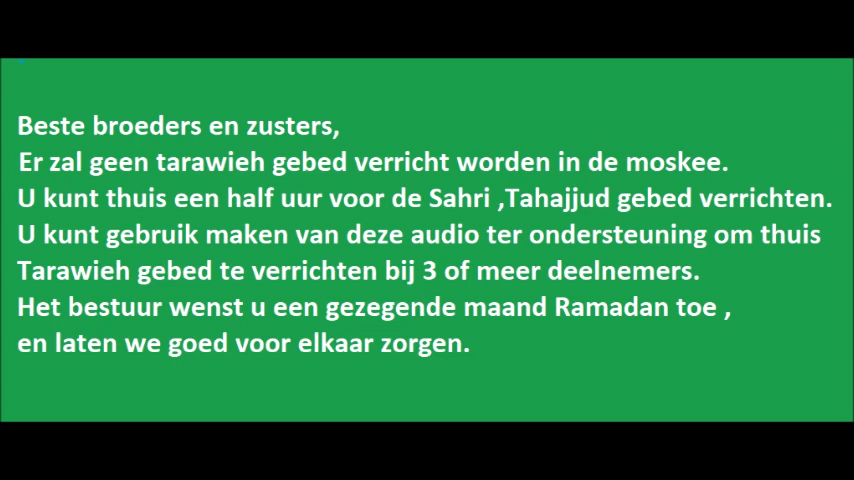 Beste broeders en zusters,
Er zal geen tarawieh gebed verricht worden in de moskee.
U kunt thuis een half uur voor de Sahri ,Tahajjud gebed verrichten.
U kunt gebruik maken van deze audio ter ondersteuning om thuis
Tarawieh gebed te verrichten bij 3 of meer deelnemers.
Het bestuur wenst u een gezegende maand Ramadan toe ,
en laten we goed voor elkaar zorgen.